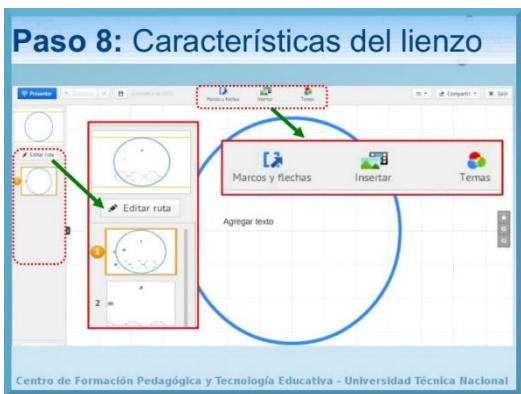 Paso 8: Características del lienzo
Presentar
Marcos y flechas Insertar Temas
Compartir Salir
Editar ruta
Marcos y flechas Insertar Temas
Editar ruta
Agregar texto
1
2
Centro de Formación Pedagógica y Tecnología Educativa - Universidad Técnica Nacional